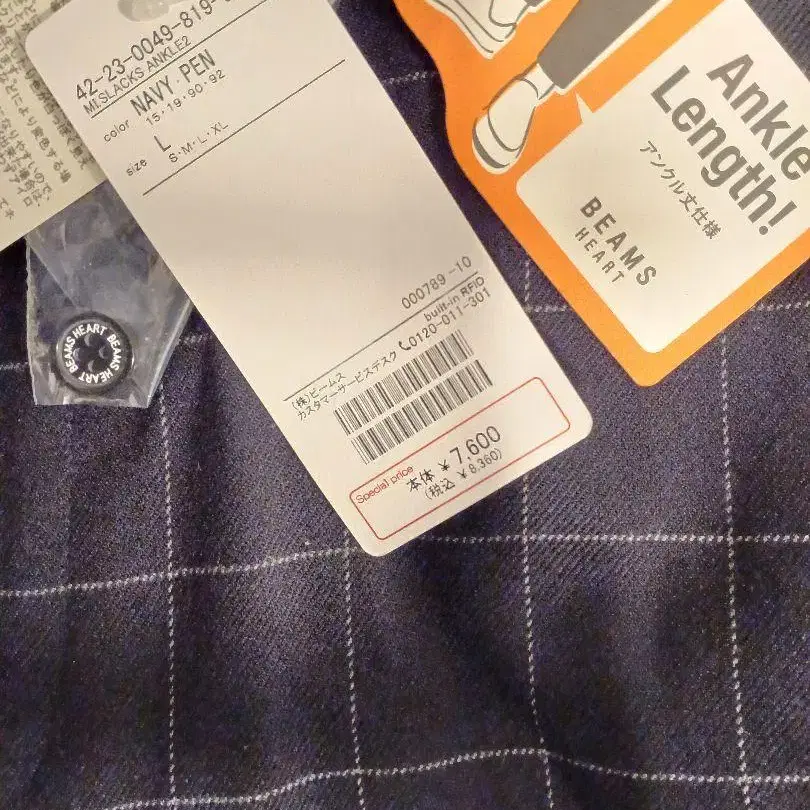 42-23-0049-819-
MI.SLACKS ANKLE2
color NAVY.PEN
15・19・90・92
size L
S・M・L・XL
000789 -10
built-in RFID
(株)ビームス
カスタマーサービスデスク 0120-011-301
Special price
本体 ¥7,600
(税込 ¥8,360)
Ankle
Length!
アンクル丈仕様
BEAMS
HEART
BEAMS HEART BEAMS HEART